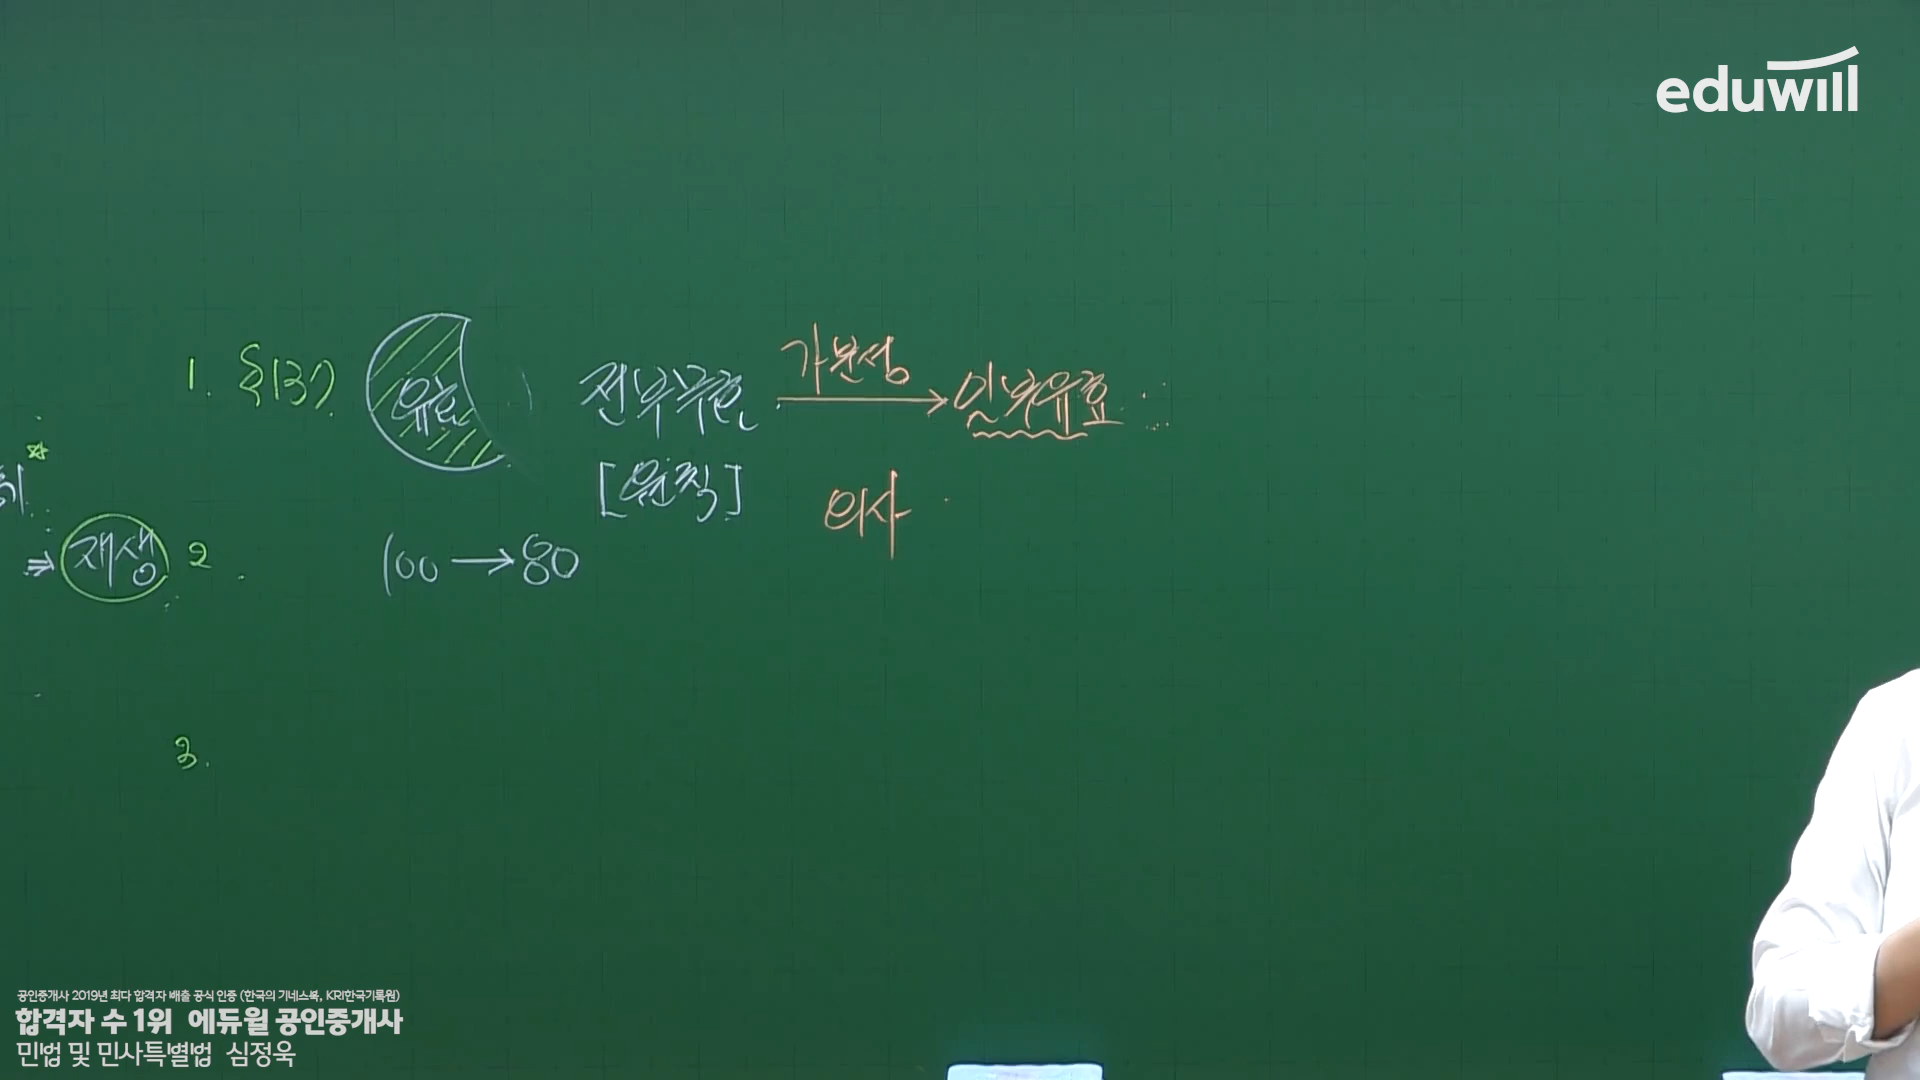 eduwill
1. §137 유효 전부무효 가분성 → 일부유효
[원칙] 의사
⇒ 재생 2. 100 → 80
3.
공인중개사 2019년 최다 합격자 배출 공식 인증 (한국의 기네스북, KRI한국기록원)
합격자 수 1위 에듀윌 공인중개사
민법 및 민사특별법 심정욱